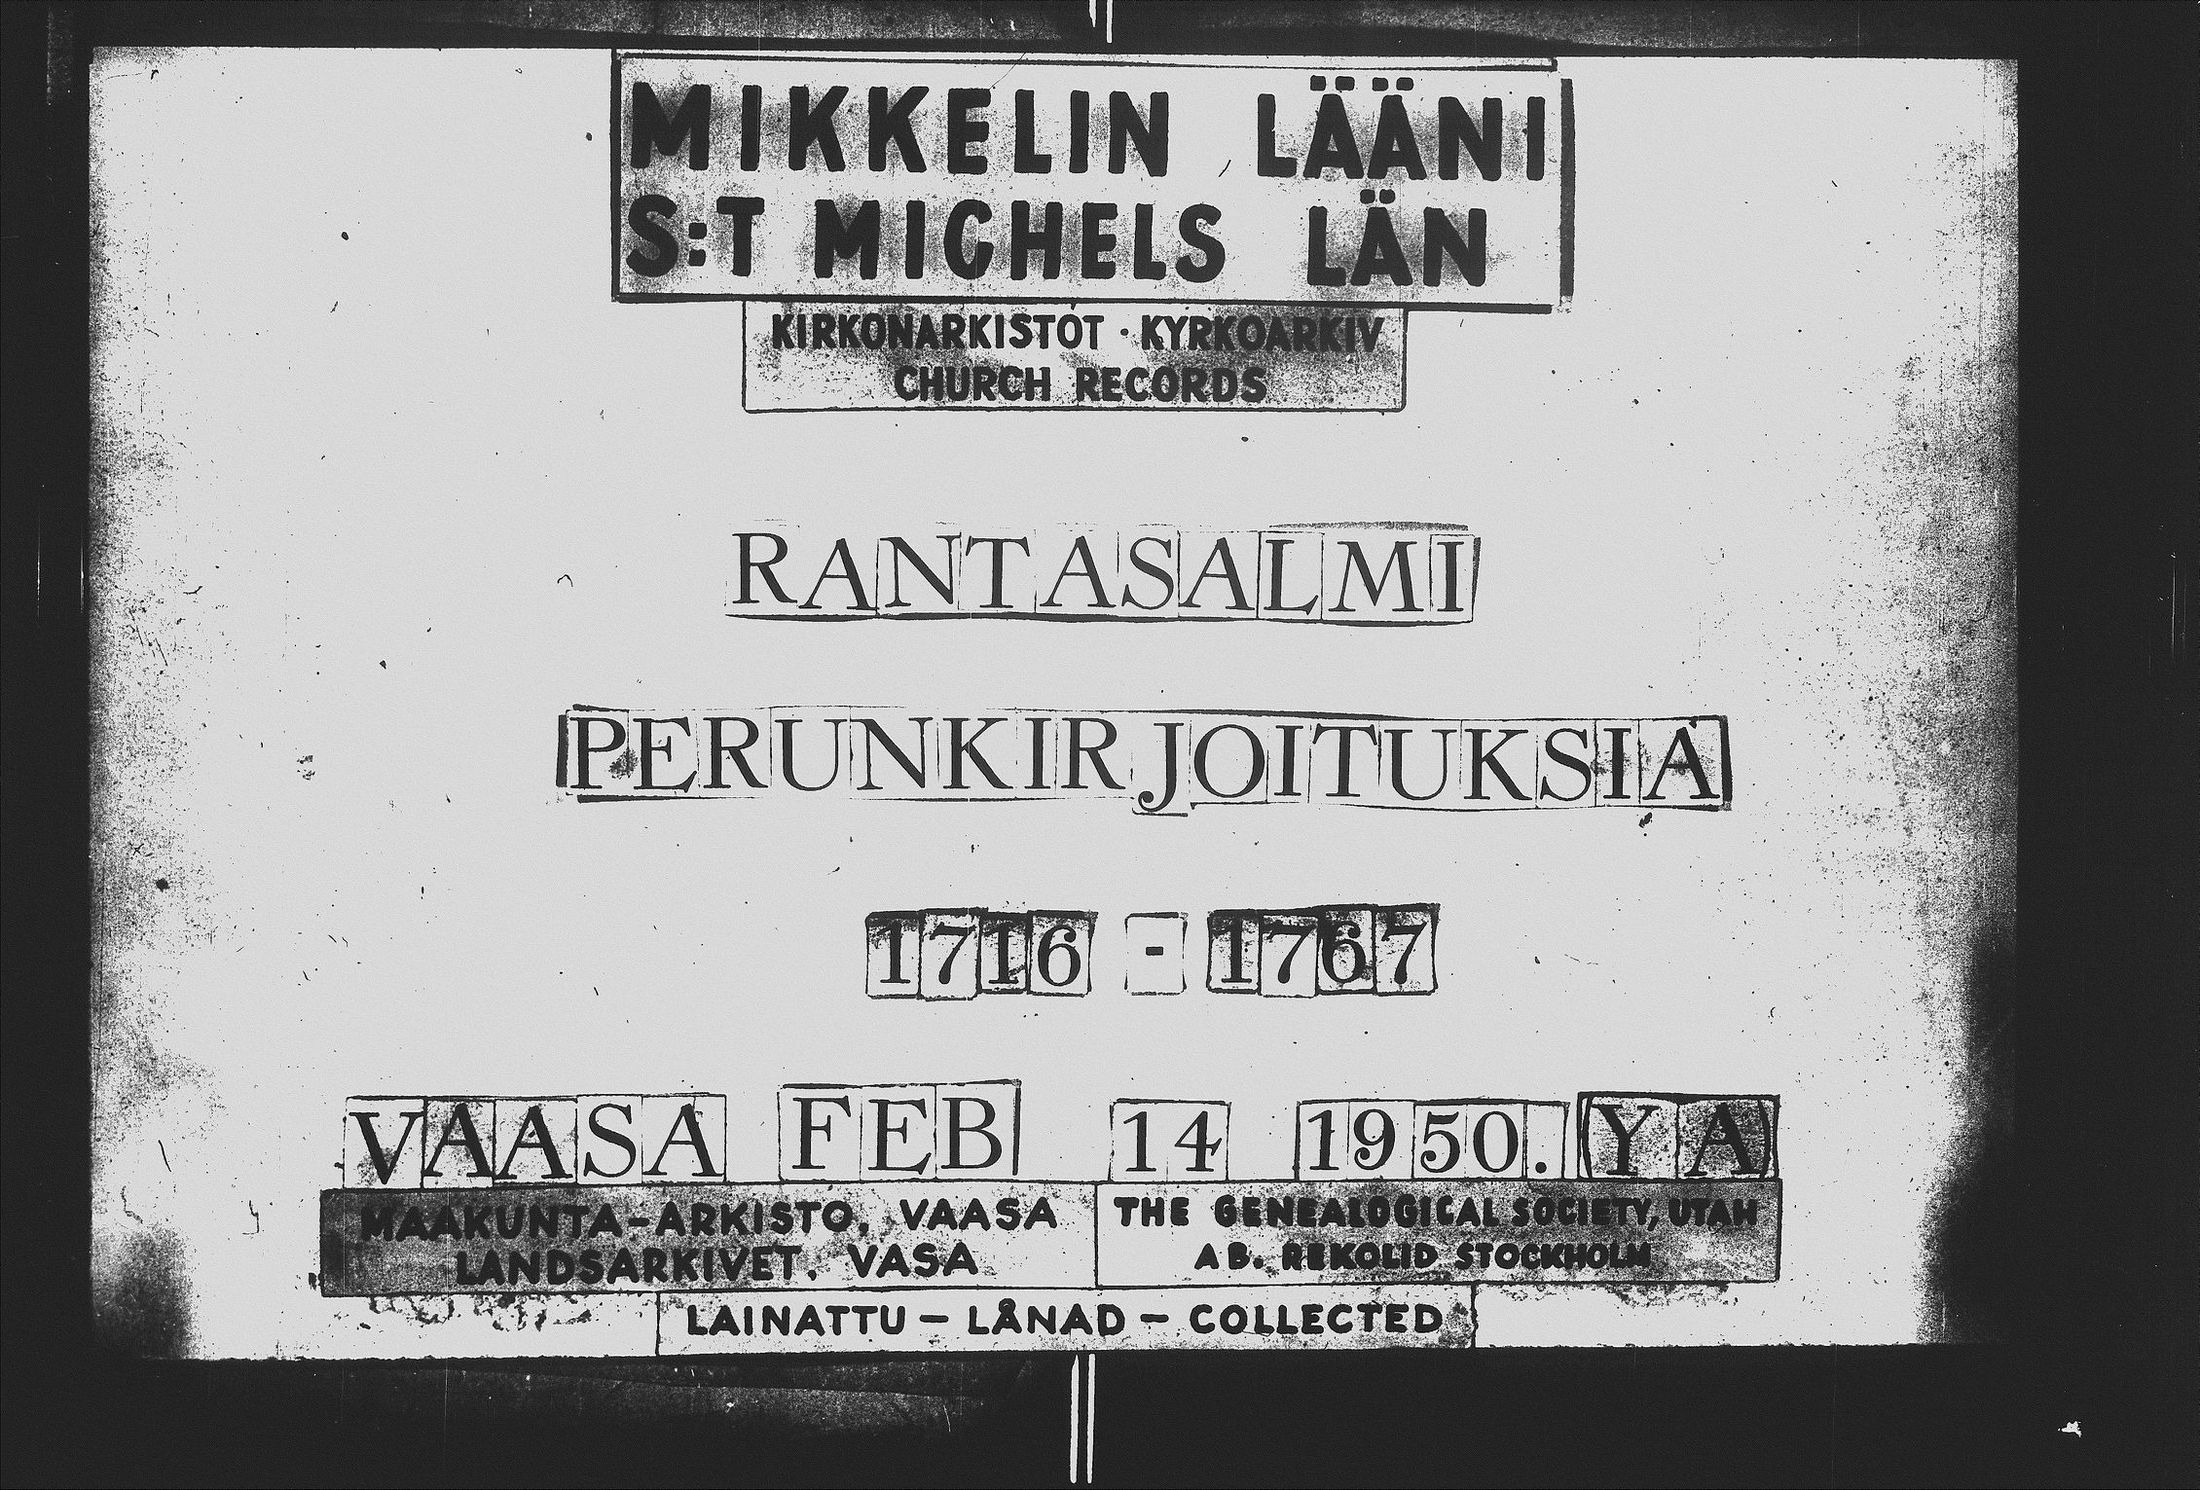 MIKKELIN LÄÄNI
S:T MICHELS LÄN
KIRKONARKISTOT · KYRKOARKIV
CHURCH RECORDS
RANTASALMI
PERUNKIRJOITUKSIA
1716 - 1767
VAASA FEB 14 1950. (YA)
MAAKUNTA-ARKISTO, VAASA
LANDSARKIVET, VASA
THE GENEALOGICAL SOCIETY, UTAH
AB. REKOLID STOCKHOLM
LAINATTU – LÅNAD – COLLECTED